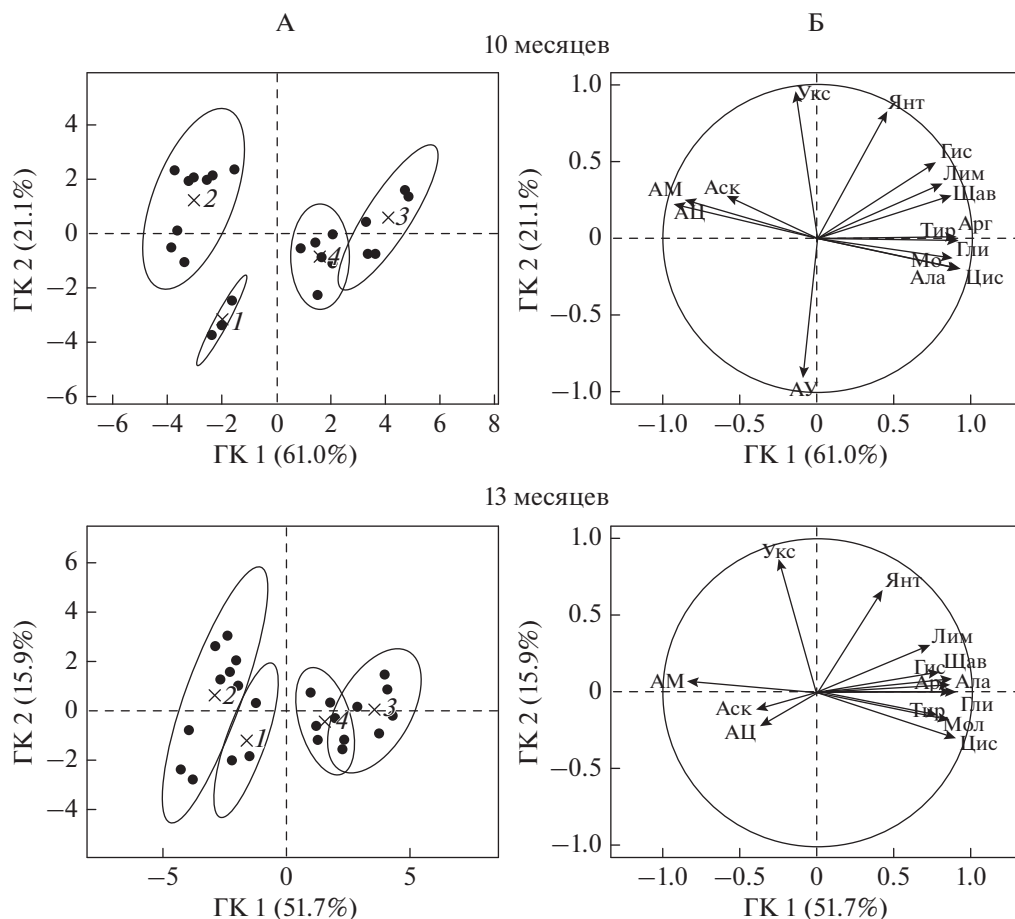 А
Б
10 месяцев
ГК 2 (21.1%)
4
2
0
−2
−4
−6
2
3
4
1
−6
−4
−2
0
2
4
6
8
ГК 1 (61.0%)
ГК 2 (21.1%)
1.0
0.5
0
−0.5
−1.0
Укс
Янт
Гис
Лим
Щав
АМ
АЦ
Аск
Тир
Арг
Гли
Мо
Ала
Цис
АУ
−1.0
−0.5
0
0.5
1.0
ГК 1 (61.0%)
13 месяцев
ГК 2 (15.9%)
6
4
2
0
−2
−4
2
1
4
3
−5
0
5
ГК 1 (51.7%)
ГК 2 (15.9%)
1.0
0.5
0
−0.5
−1.0
Укс
Янт
Лим
Гис
Щав
АМ
Ар
Ала
Аск
Гли
Тир
АЦ
Мол
Цис
−1.0
−0.5
0
0.5
1.0
ГК 1 (51.7%)